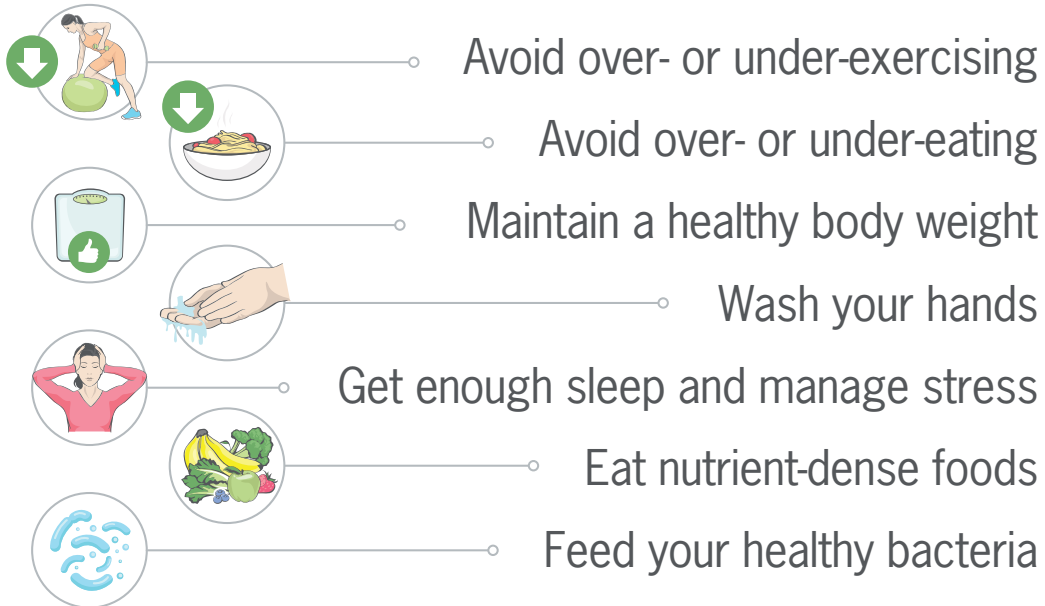 Avoid over- or under-exercising
Avoid over- or under-eating
Maintain a healthy body weight
Wash your hands
Get enough sleep and manage stress
Eat nutrient-dense foods
Feed your healthy bacteria